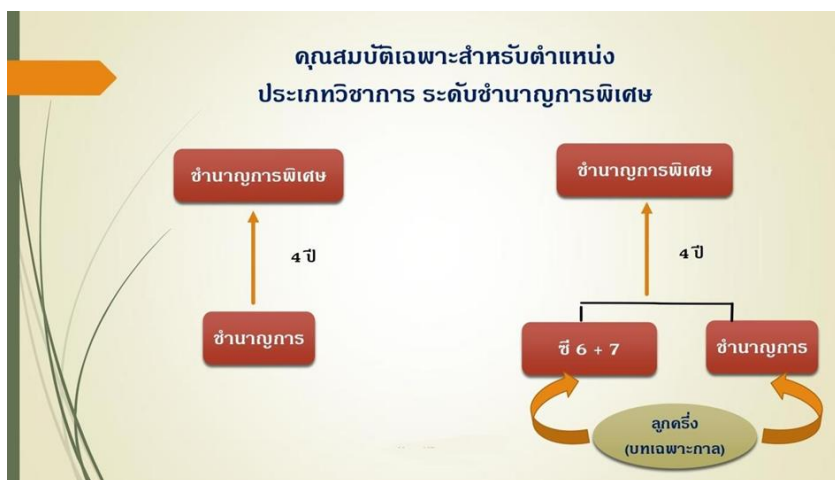 คุณสมบัติเฉพาะสำหรับตำแหน่ง
ประเภทวิชาการ ระดับชำนาญการพิเศษ
ชำนาญการพิเศษ
4 ปี
ชำนาญการ
ชำนาญการพิเศษ
4 ปี
ซี 6 + 7
ชำนาญการ
ลูกครึ่ง
(บทเฉพาะกาล)